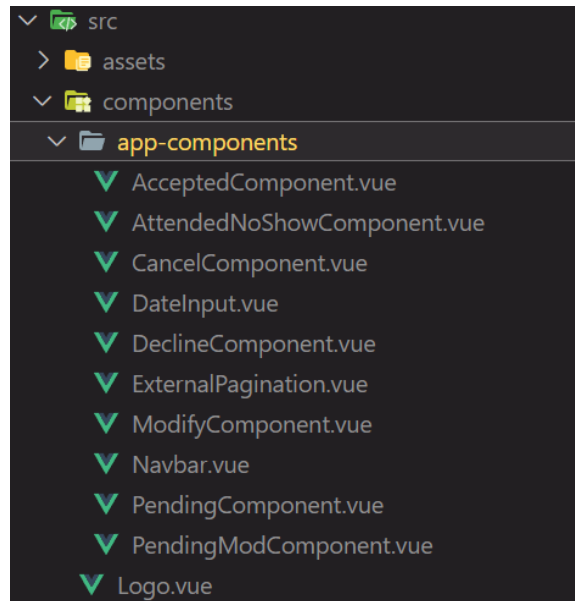 src
assets
components
app-components
AcceptedComponent.vue
AttendedNoShowComponent.vue
CancelComponent.vue
DateInput.vue
DeclineComponent.vue
ExternalPagination.vue
ModifyComponent.vue
Navbar.vue
PendingComponent.vue
PendingModComponent.vue
Logo.vue